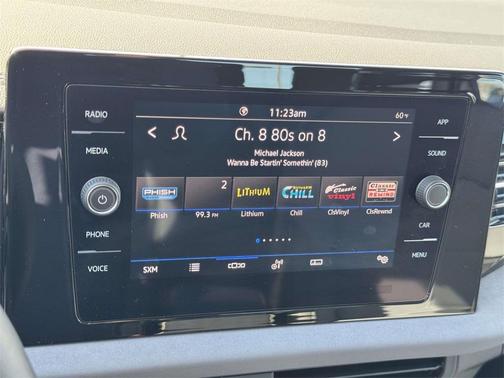 RADIO
MEDIA
PHONE
VOICE
11:23am
60°F
Ch. 8 80s on 8
Michael Jackson
Wanna Be Startin' Somethin' (83)
PHISH
2
LITHIUM
CHILL
Classic vinyl
Classic REWIND
Phish
99.3 FM
Lithium
Chill
ClsVinyl
ClsRewnd
SXM
APP
SOUND
CAR
MENU